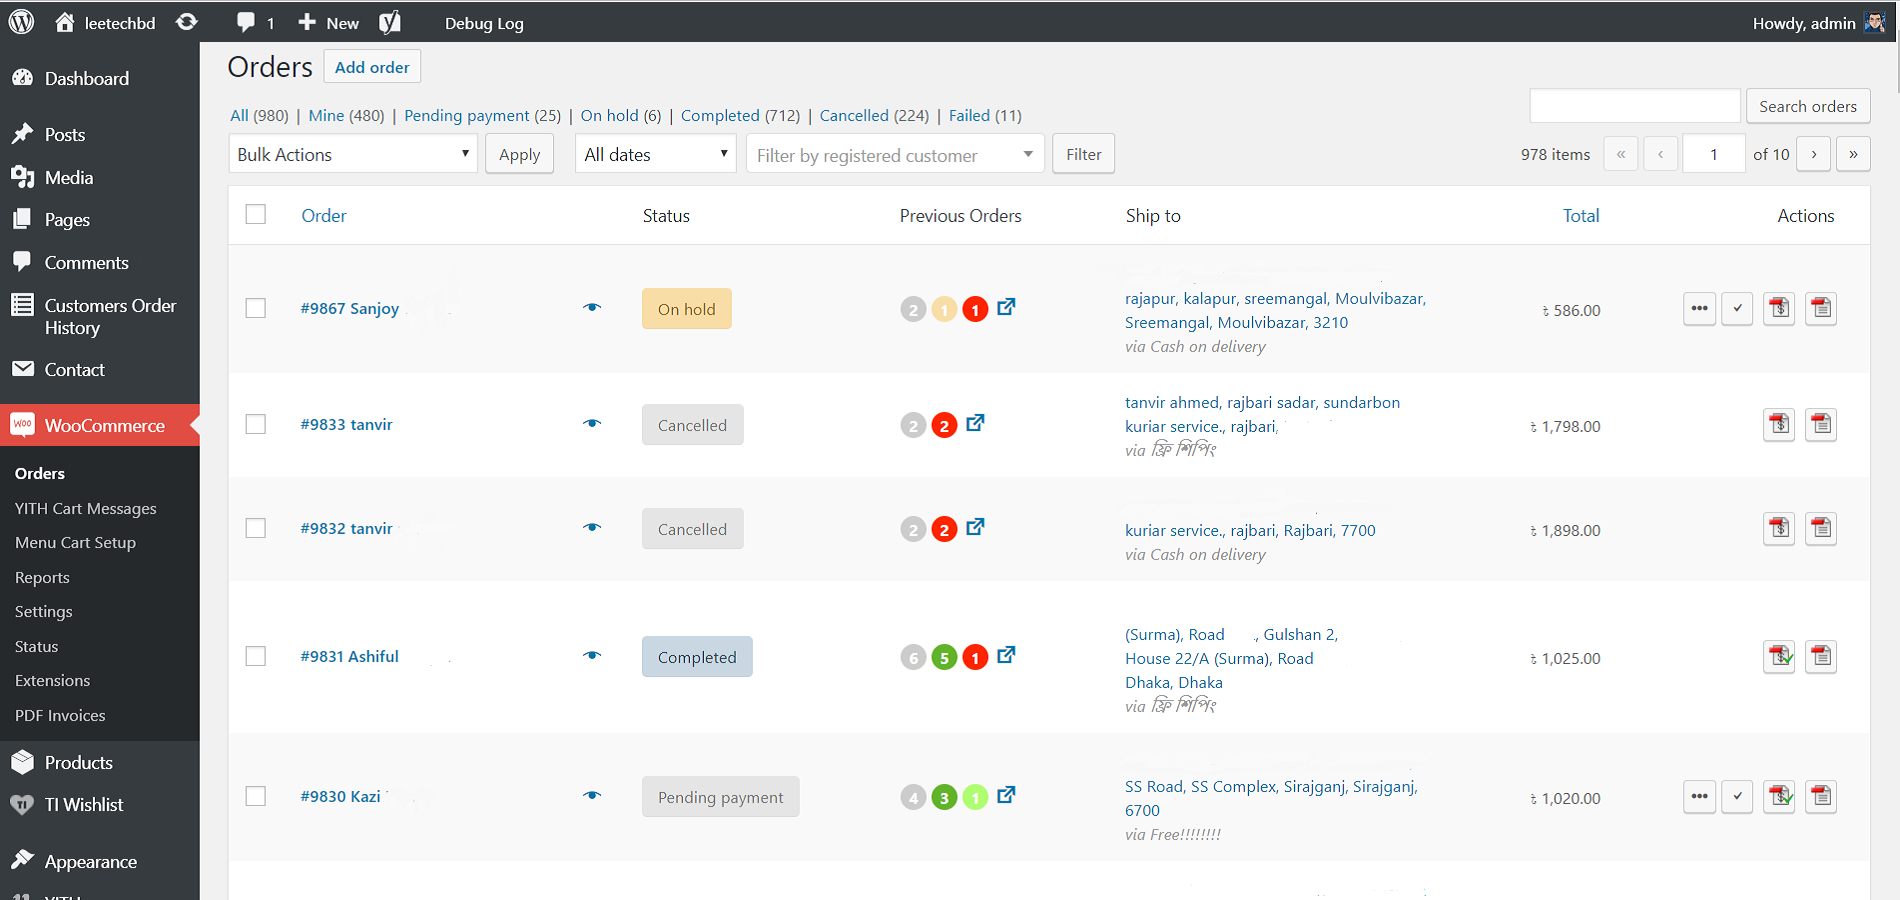 leetechbd 1 New Debug Log Howdy, admin
Dashboard
Posts
Media
Pages
Comments
Customers Order
History
Contact
WooCommerce
Orders
YITH Cart Messages
Menu Cart Setup
Reports
Settings
Status
Extensions
PDF Invoices
Products
TI Wishlist
Appearance
Orders Add order
All (980) | Mine (480) | Pending payment (25) | On hold (6) | Completed (712) | Cancelled (224) | Failed (11)
Search orders
Bulk Actions Apply All dates Filter by registered customer Filter 978 items « ‹ 1 of 10 › »
Order Status Previous Orders Ship to Total Actions
#9867 Sanjoy On hold 2 1 1
rajapur, kalapur, sreemangal, Moulvibazar,
Sreemangal, Moulvibazar, 3210
via Cash on delivery
৳ 586.00
#9833 tanvir Cancelled 2 2
tanvir ahmed, rajbari sadar, sundarbon
kuriar service., rajbari,
via ফ্রি শিপিং
৳ 1,798.00
#9832 tanvir Cancelled 2 2
kuriar service., rajbari, Rajbari, 7700
via Cash on delivery
৳ 1,898.00
#9831 Ashiful Completed 6 5 1
(Surma), Road ., Gulshan 2,
House 22/A (Surma), Road
Dhaka, Dhaka
via ফ্রি শিপিং
৳ 1,025.00
#9830 Kazi Pending payment 4 3 1
SS Road, SS Complex, Sirajganj, Sirajganj,
6700
via Free!!!!!!!!
৳ 1,020.00